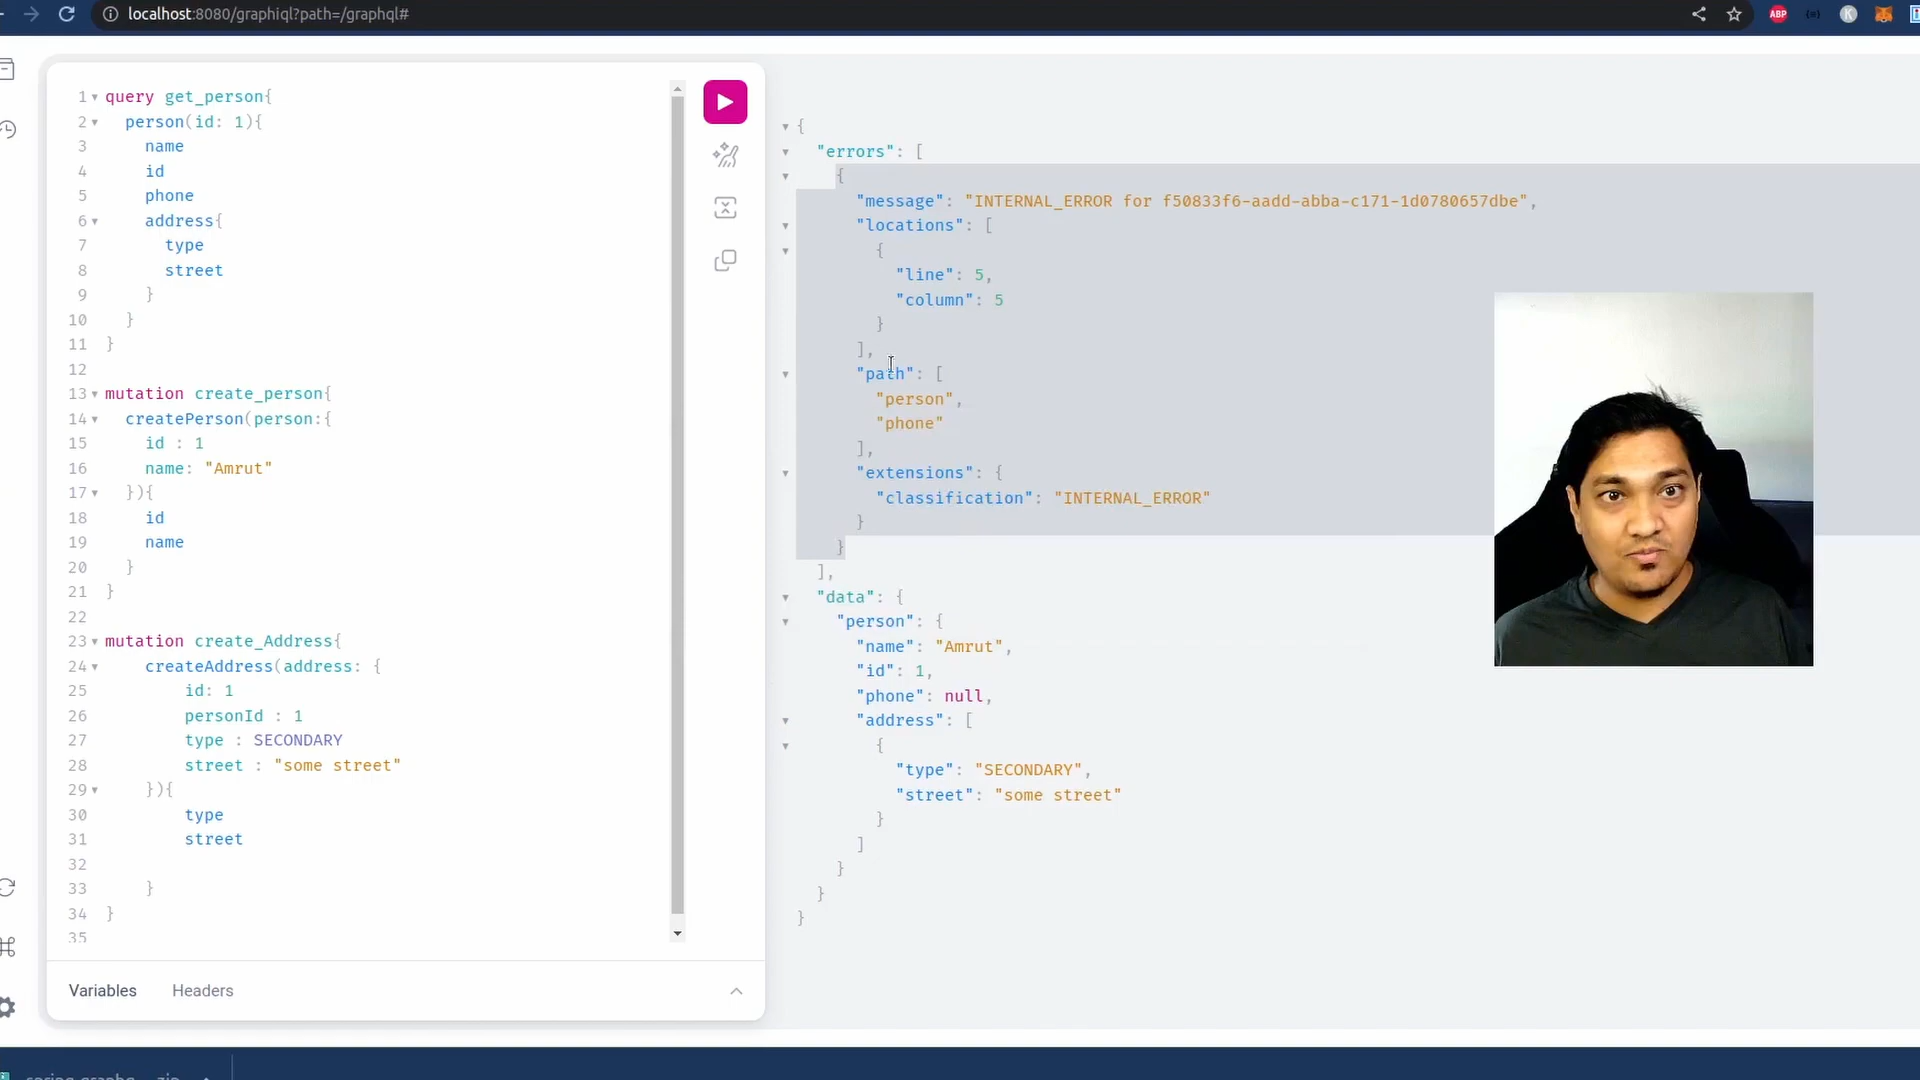 localhost:8080/graphiql?path=/graphql#
ABP
K
1 query get_person{
2 person(id: 1){
3 name
4 id
5 phone
6 address{
7 type
8 street
9 }
10 }
11 }
12
13 mutation create_person{
14 createPerson(person:{
15 id : 1
16 name: "Amrut"
17 }){
18 id
19 name
20 }
21 }
22
23 mutation create_Address{
24 createAddress(address: {
25 id: 1
26 personId : 1
27 type : SECONDARY
28 street : "some street"
29 }){
30 type
31 street
32
33 }
34 }
35
Variables Headers
{
"errors": [
{
"message": "INTERNAL_ERROR for f50833f6-aadd-abba-c171-1d0780657dbe",
"locations": [
{
"line": 5,
"column": 5
}
],
"path": [
"person",
"phone"
],
"extensions": {
"classification": "INTERNAL_ERROR"
}
}
],
"data": {
"person": {
"name": "Amrut",
"id": 1,
"phone": null,
"address": [
{
"type": "SECONDARY",
"street": "some street"
}
]
}
}
}